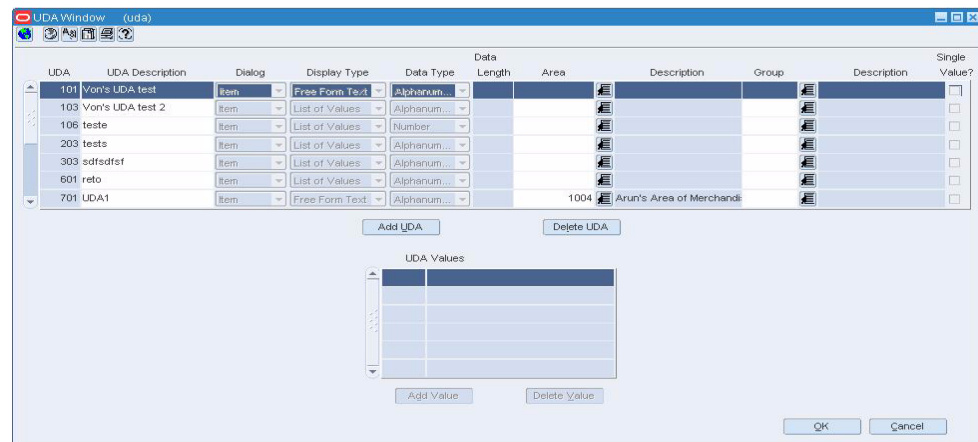 UDA Window (uda)
Data
Single
UDA UDA Description Dialog Display Type Data Type Length Area Description Group Description Value?
101 Von's UDA test Item Free Form Text Alphanum...
103 Von's UDA test 2 Item List of Values Alphanum...
106 teste Item List of Values Number
203 tests Item List of Values Alphanum...
303 sdfsdfsf Item List of Values Alphanum...
601 reto Item List of Values Alphanum...
701 UDA1 Item Free Form Text Alphanum... 1004 Arun's Area of Merchandi
Add UDA Delete UDA
UDA Values
Add Value Delete Value
OK Cancel